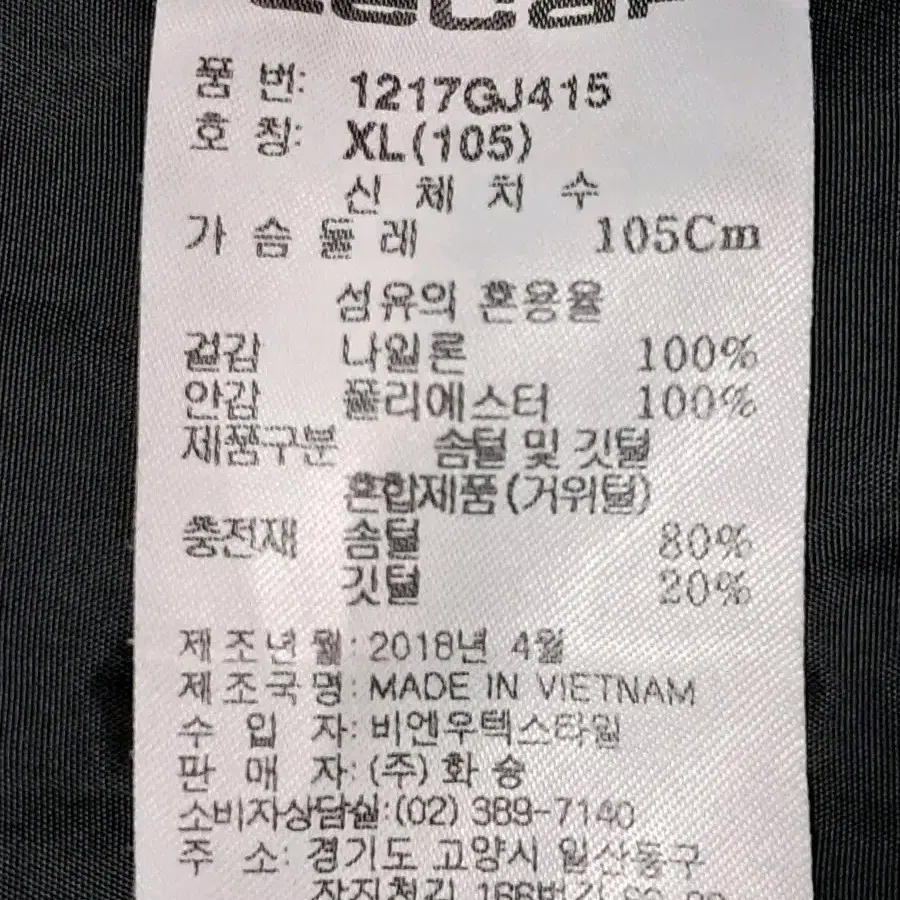 품 번: 1217GJ415
호 칭: XL(105)
신 체 치 수
가 슴 둘 레 105Cm
섬유의 혼용율
겉감 나일론 100%
안감 폴리에스터 100%
제품구분 솜털 및 깃털
혼합제품(거위털)
충전재 솜털 80%
깃털 20%
제 조 년 월: 2018년 4월
제 조 국 명: MADE IN VIETNAM
수 입 자: 비엔우텍스타일
판 매 자: (주) 화 승
소비자상담실:(02) 389-7140
주 소: 경기도 고양시 일산동구